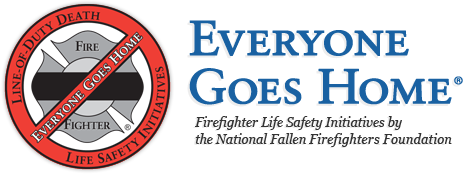 LINE-OF-DUTY DEATH
FIRE
EVERYONE GOES HOME
FIGHTER
®
LIFE SAFETY INITIATIVES
EVERYONE
GOES HOME®
Firefighter Life Safety Initiatives by
the National Fallen Firefighters Foundation